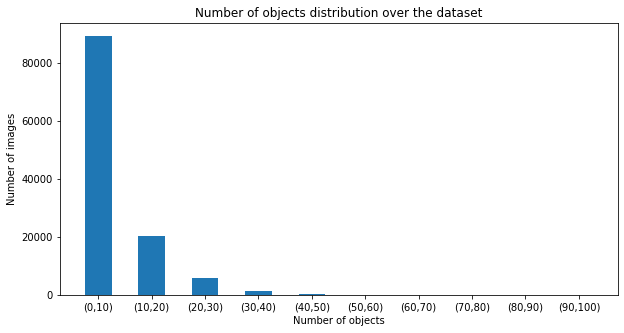 Number of objects distribution over the dataset
Number of images
80000
60000
40000
20000
0
(0,10) (10,20) (20,30) (30,40) (40,50) (50,60) (60,70) (70,80) (80,90) (90,100)
Number of objects